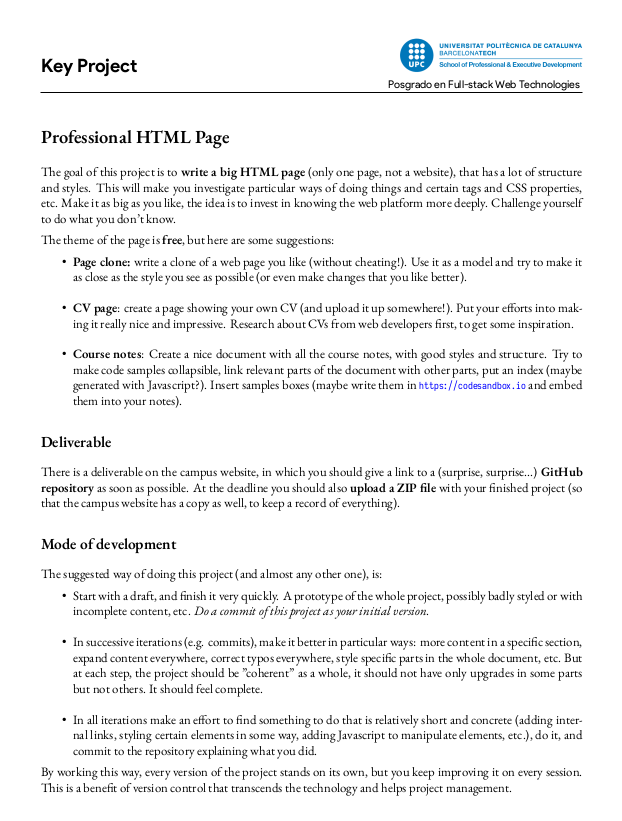 Key Project
UPC
UNIVERSITAT POLITÈCNICA DE CATALUNYA
BARCELONATECH
School of Professional & Executive Development
Posgrado en Full-stack Web Technologies
Professional HTML Page
The goal of this project is to write a big HTML page (only one page, not a website), that has a lot of structure
and styles. This will make you investigate particular ways of doing things and certain tags and CSS properties,
etc. Make it as big as you like, the idea is to invest in knowing the web platform more deeply. Challenge yourself
to do what you don't know.
The theme of the page is free, but here are some suggestions:
• Page clone: write a clone of a web page you like (without cheating!). Use it as a model and try to make it
as close as the style you see as possible (or even make changes that you like better).
• CV page: create a page showing your own CV (and upload it up somewhere!). Put your efforts into mak-
ing it really nice and impressive. Research about CVs from web developers first, to get some inspiration.
• Course notes: Create a nice document with all the course notes, with good styles and structure. Try to
make code samples collapsible, link relevant parts of the document with other parts, put an index (maybe
generated with Javascript?). Insert samples boxes (maybe write them in https://codesandbox.io and embed
them into your notes).
Deliverable
There is a deliverable on the campus website, in which you should give a link to a (surprise, surprise...) GitHub
repository as soon as possible. At the deadline you should also upload a ZIP file with your finished project (so
that the campus website has a copy as well, to keep a record of everything).
Mode of development
The suggested way of doing this project (and almost any other one), is:
• Start with a draft, and finish it very quickly. A prototype of the whole project, possibly badly styled or with
incomplete content, etc. Do a commit of this project as your initial version.
• In successive iterations (e.g. commits), make it better in particular ways: more content in a specific section,
expand content everywhere, correct typos everywhere, style specific parts in the whole document, etc. But
at each step, the project should be ”coherent” as a whole, it should not have only upgrades in some parts
but not others. It should feel complete.
• In all iterations make an effort to find something to do that is relatively short and concrete (adding inter-
nal links, styling certain elements in some way, adding Javascript to manipulate elements, etc.), do it, and
commit to the repository explaining what you did.
By working this way, every version of the project stands on its own, but you keep improving it on every session.
This is a benefit of version control that transcends the technology and helps project management.